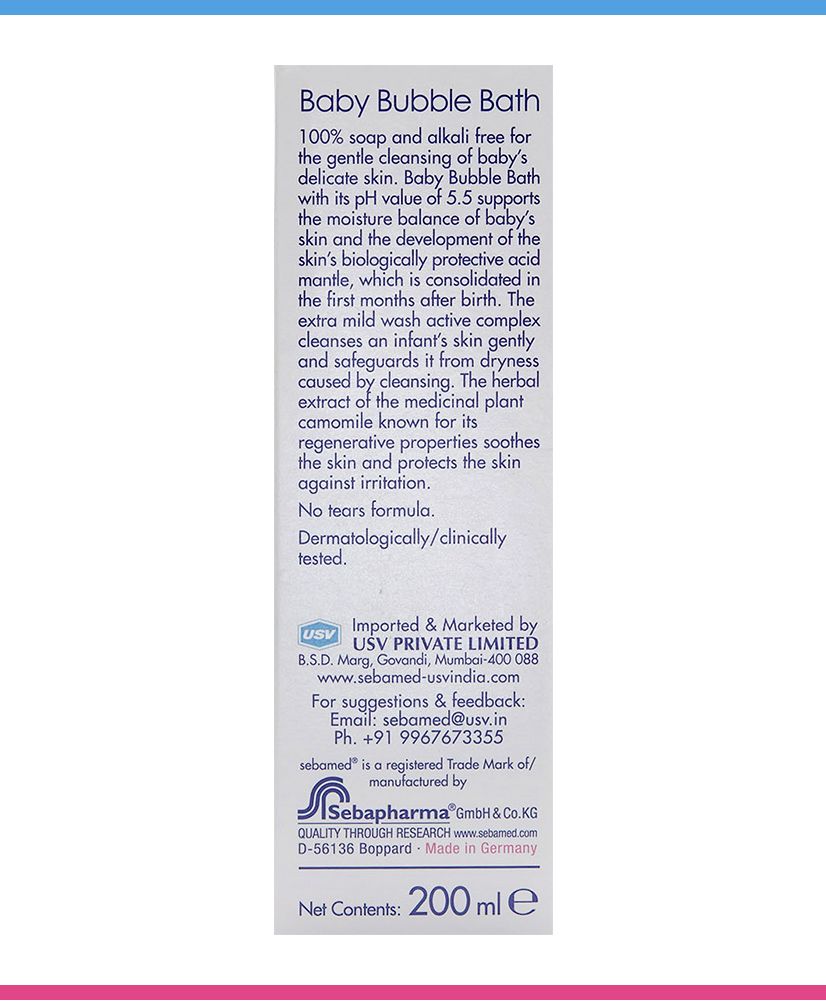 Baby Bubble Bath
100% soap and alkali free for
the gentle cleansing of baby's
delicate skin. Baby Bubble Bath
with its pH value of 5.5 supports
the moisture balance of baby's
skin and the development of the
skin's biologically protective acid
mantle, which is consolidated in
the first months after birth. The
extra mild wash active complex
cleanses an infant's skin gently
and safeguards it from dryness
caused by cleansing. The herbal
extract of the medicinal plant
camomile known for its
regenerative properties soothes
the skin and protects the skin
against irritation.
No tears formula.
Dermatologically/clinically
tested.
USV
Imported & Marketed by
USV PRIVATE LIMITED
B.S.D. Marg, Govandi, Mumbai-400 088
www.sebamed-usvindia.com
For suggestions & feedback:
Email: sebamed@usv.in
Ph. +91 9967673355
sebamed® is a registered Trade Mark of/
manufactured by
Sebapharma® GmbH & Co.KG
QUALITY THROUGH RESEARCH www.sebamed.com
D-56136 Boppard · Made in Germany
Net Contents: 200 ml ℮